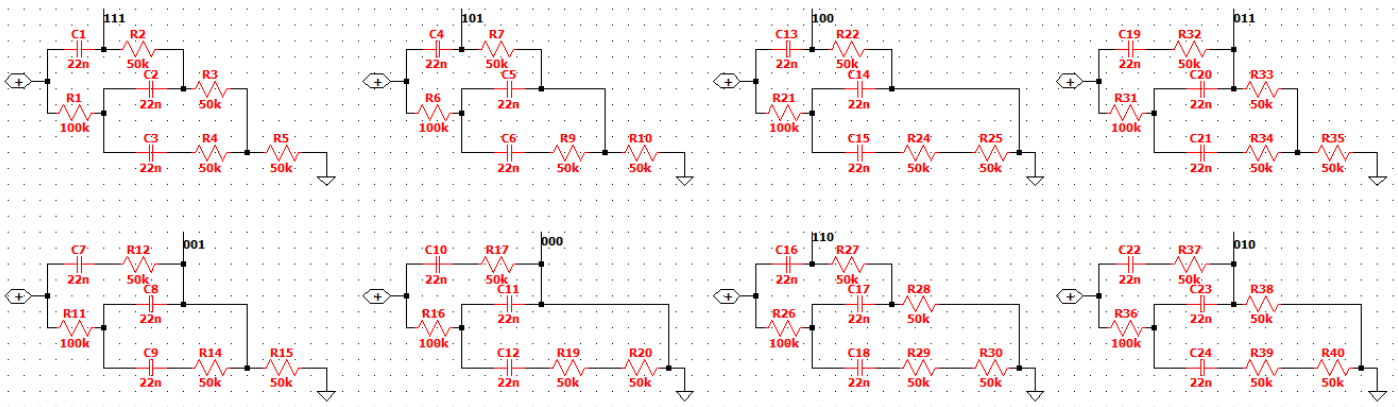 111
C1
R2
22n
50k
C2
R3
R1
22n
50k
100k
C3
R4
R5
22n
50k
50k
101
C4
R7
22n
50k
C5
R6
22n
100k
C6
R9
R10
22n
50k
50k
100
C13
R22
22n
50k
C14
R21
22n
100k
C15
R24
R25
22n
50k
50k
011
C19
R32
22n
50k
C20
R33
R31
22n
50k
100k
C21
R34
R35
22n
50k
50k
001
C7
R12
22n
50k
C8
R11
22n
100k
C9
R14
R15
22n
50k
50k
000
C10
R17
22n
50k
C11
R16
22n
100k
C12
R19
R20
22n
50k
50k
110
C16
R27
22n
50k
C17
R28
R26
22n
50k
100k
C18
R29
R30
22n
50k
50k
010
C22
R37
22n
50k
C23
R38
R36
22n
50k
100k
C24
R39
R40
22n
50k
50k